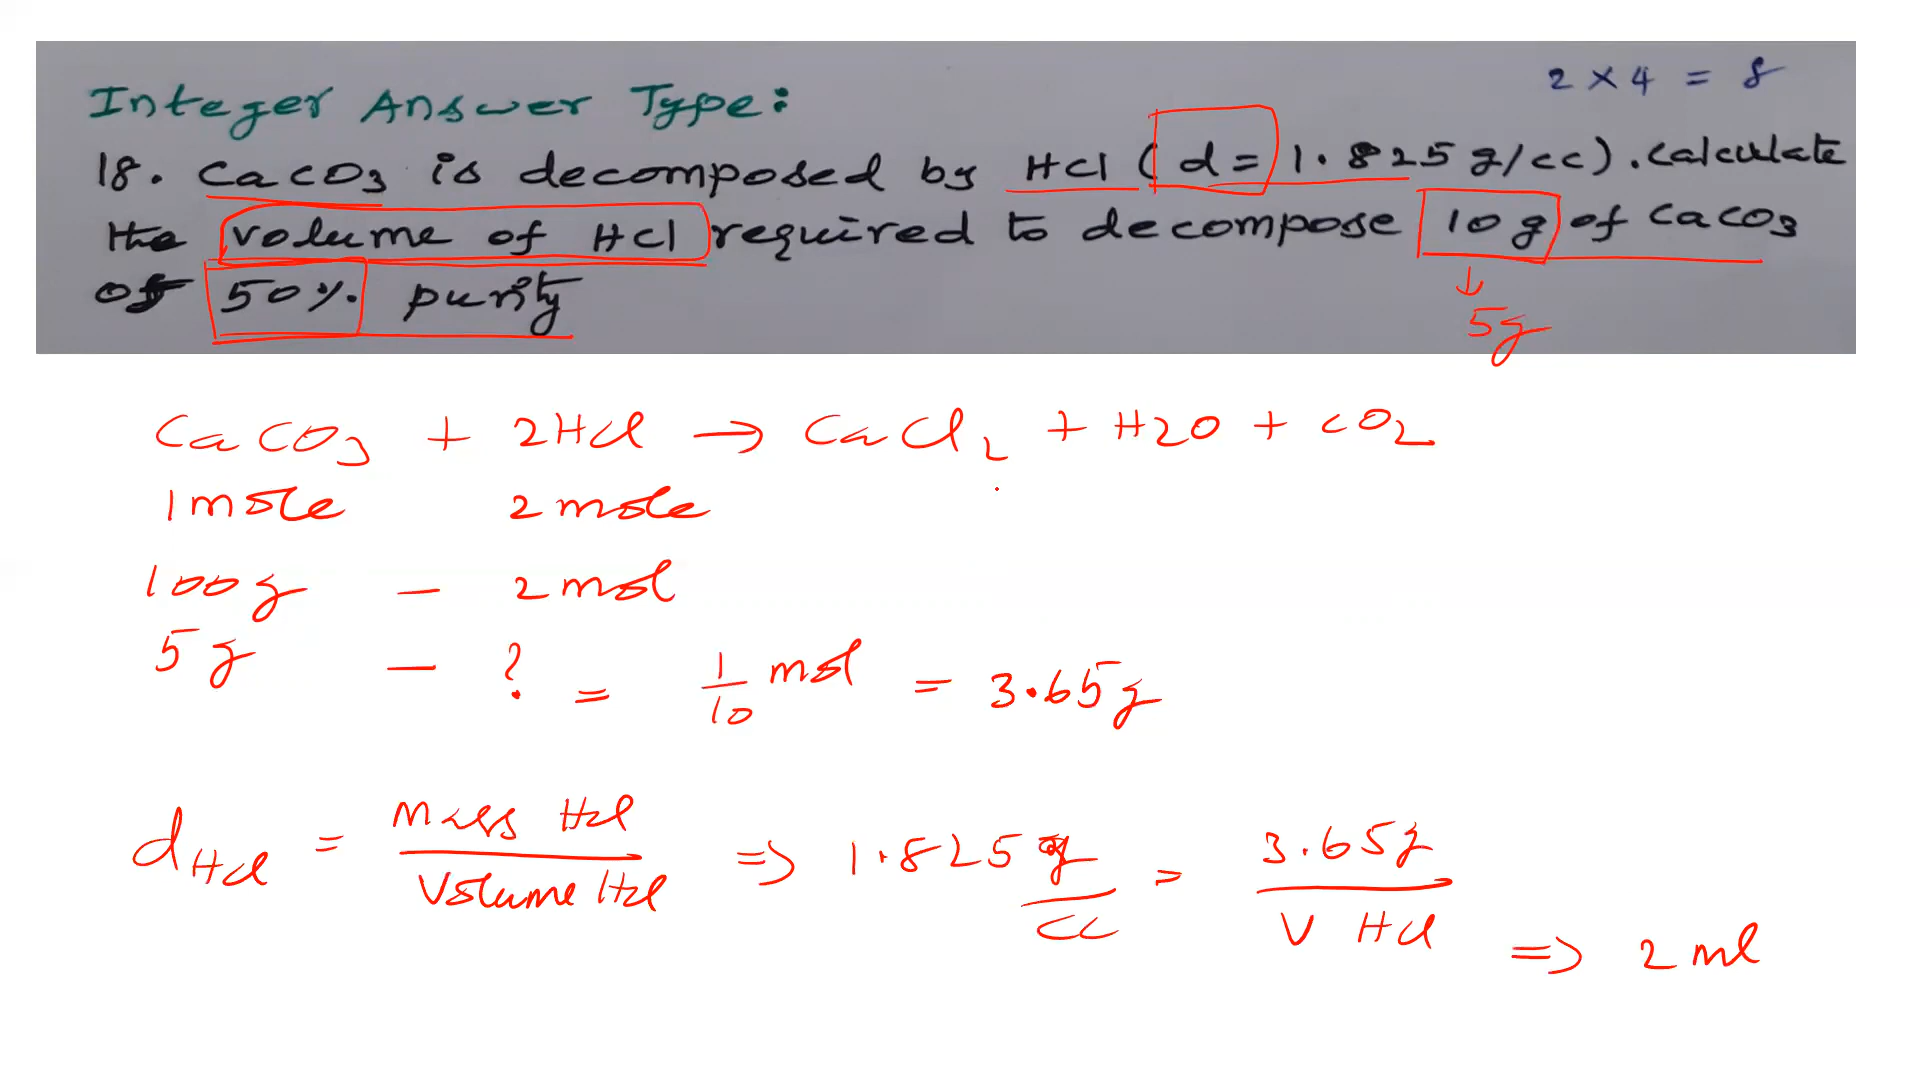 Integer Answer Type:
2 × 4 = 8
18. CaCO3 is decomposed by HCl (d = 1.825 g/cc). Calculate
the volume of HCl required to decompose 10 g of CaCO3
of 50% purity
↓
5g
CaCO3 + 2HCl → CaCl2 + H2O + CO2
1 mole 2 mole
100g – 2 mol
5g – ? = 1/10 mol = 3.65g
dHCl = Mass HCl / Volume HCl ⇒ 1.825 g/cc = 3.65g / V HCl ⇒ 2 ml